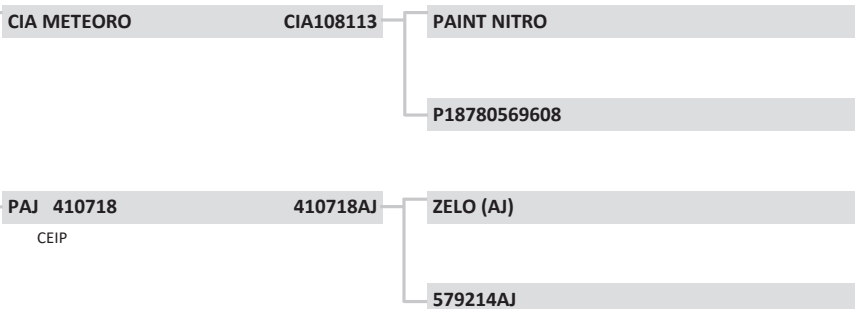 CIA METEORO CIA108113 PAINT NITRO
P18780569608
PAJ 410718 410718AJ ZELO (AJ)
CEIP
579214AJ